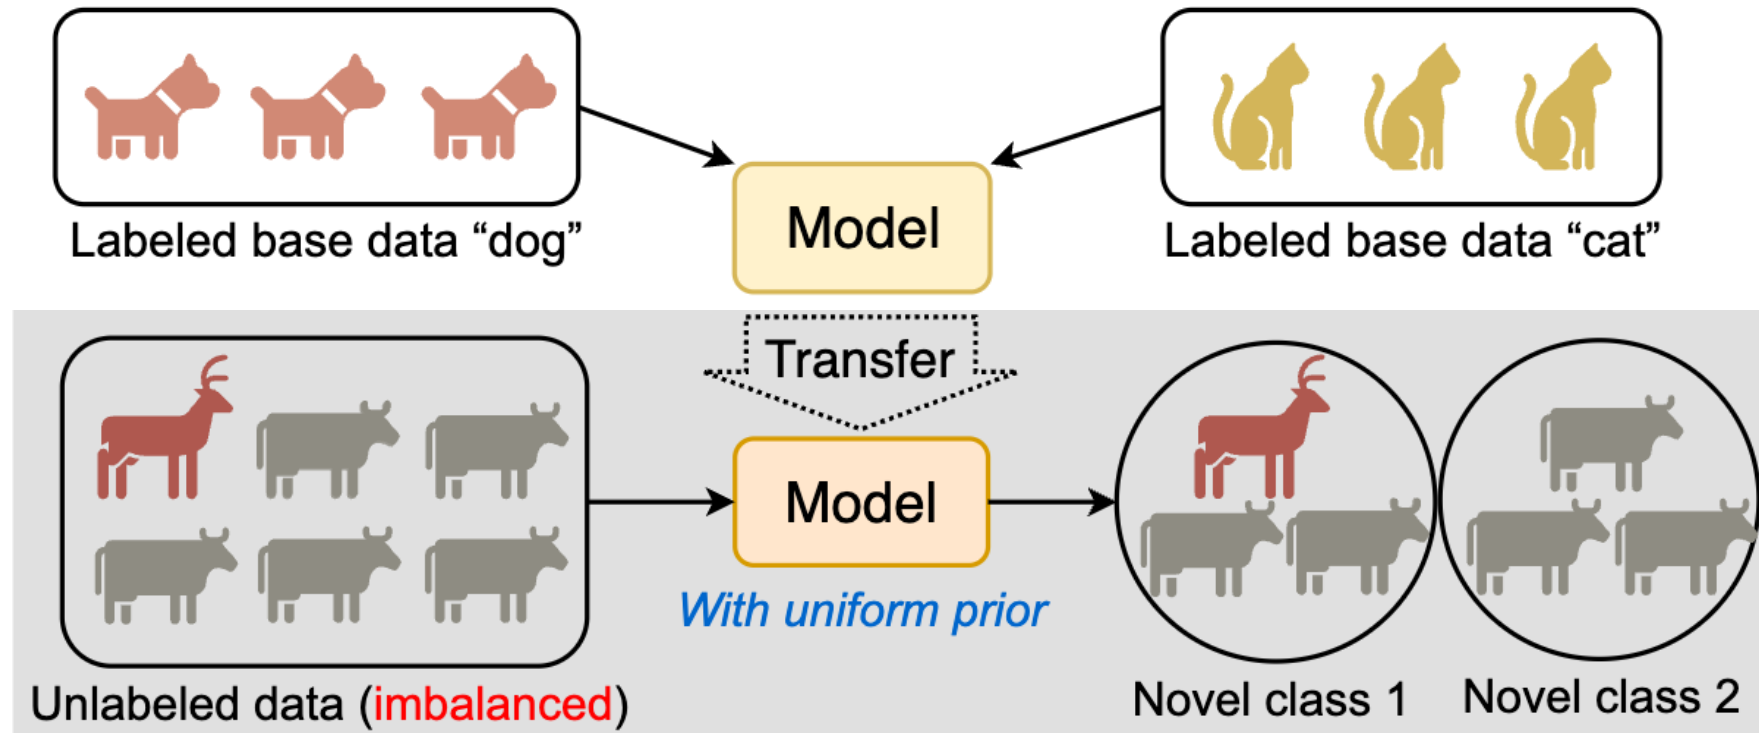 Labeled base data “dog”
Model
Labeled base data “cat”
Transfer
Model
With uniform prior
Unlabeled data (imbalanced)
Novel class 1
Novel class 2